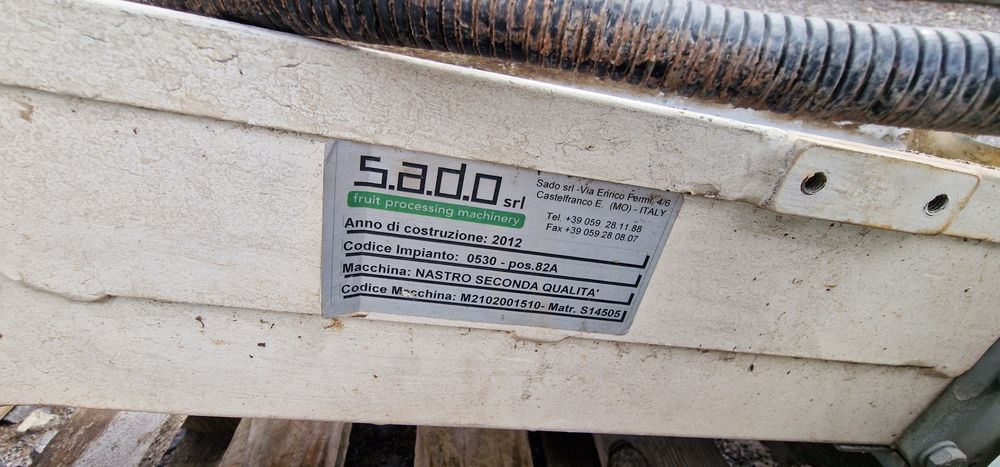 s.a.d.o srl
fruit processing machinery
Sado srl -Via Enrico Fermi, 4/6
Castelfranco E. (MO) - ITALY
Tel. +39 059 28.11.88
Fax +39 059 28.08.07
Anno di costruzione: 2012
Codice Impianto: 0530 - pos.82A
Macchina: NASTRO SECONDA QUALITA'
Codice Macchina: M2102001510- Matr. S14505